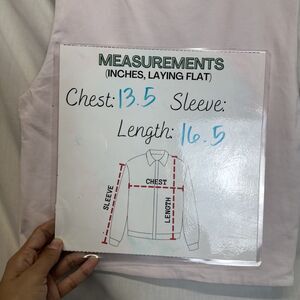 MEASUREMENTS
(INCHES, LAYING FLAT)
Chest: 13.5 Sleeve:
Length: 16.5
CHEST
SLEEVE
LENGTH